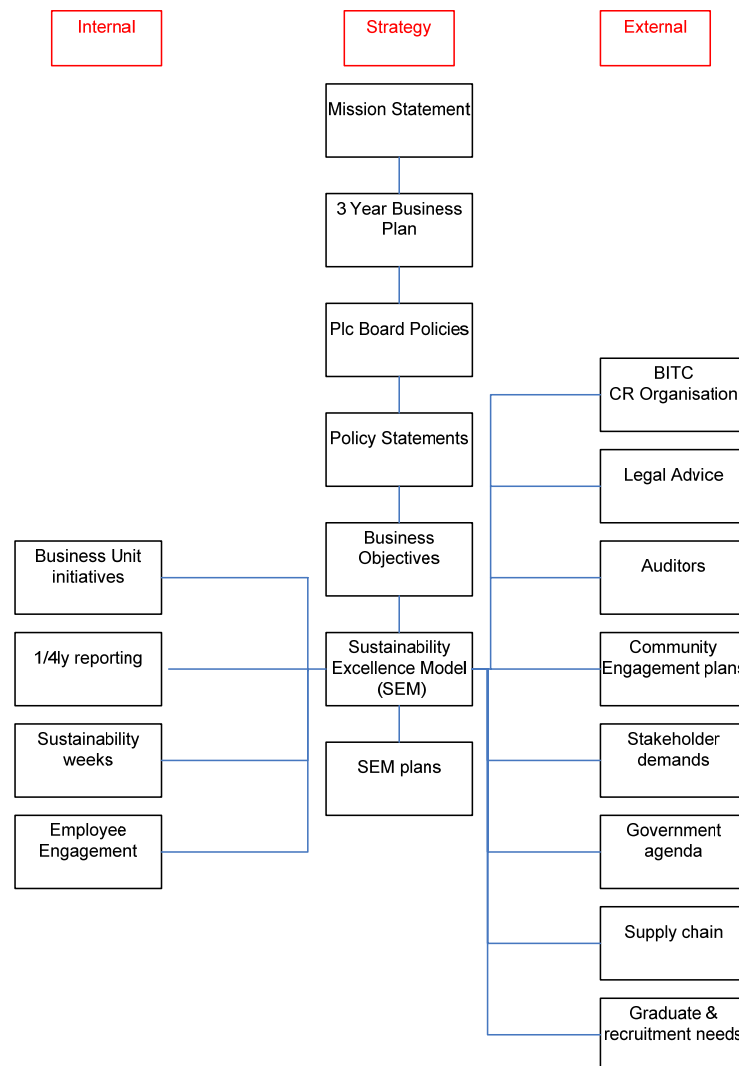 Internal
Strategy
External
Mission Statement
3 Year Business
Plan
Plc Board Policies
Policy Statements
Business
Objectives
Sustainability
Excellence Model
(SEM)
SEM plans
Business Unit
initiatives
1/4ly reporting
Sustainability
weeks
Employee
Engagement
BITC
CR Organisation
Legal Advice
Auditors
Community
Engagement plans
Stakeholder
demands
Government
agenda
Supply chain
Graduate &
recruitment needs